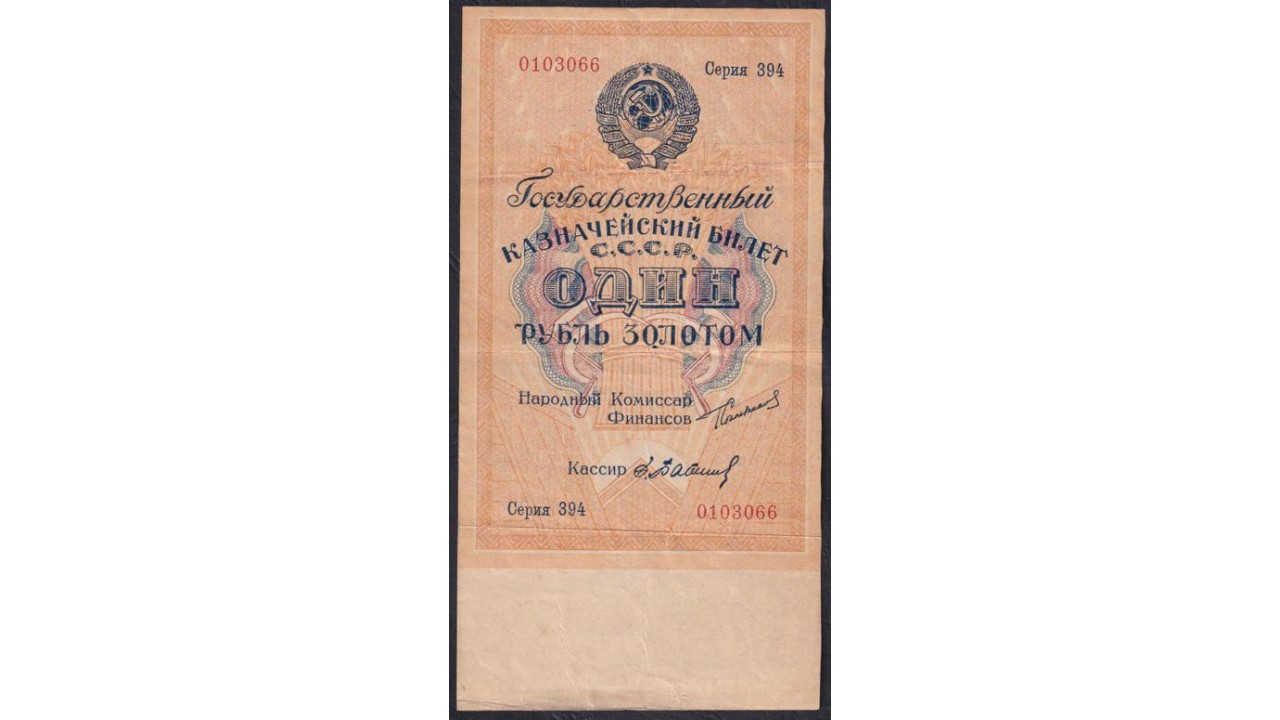 0103066 Серия 394
Государственный
КАЗНАЧЕЙСКИЙ БИЛЕТ
С.С.С.Р.
ОДИН
РУБЛЬ ЗОЛОТОМ
Народный Комиссар
Финансов
Кассир
Серия 394 0103066